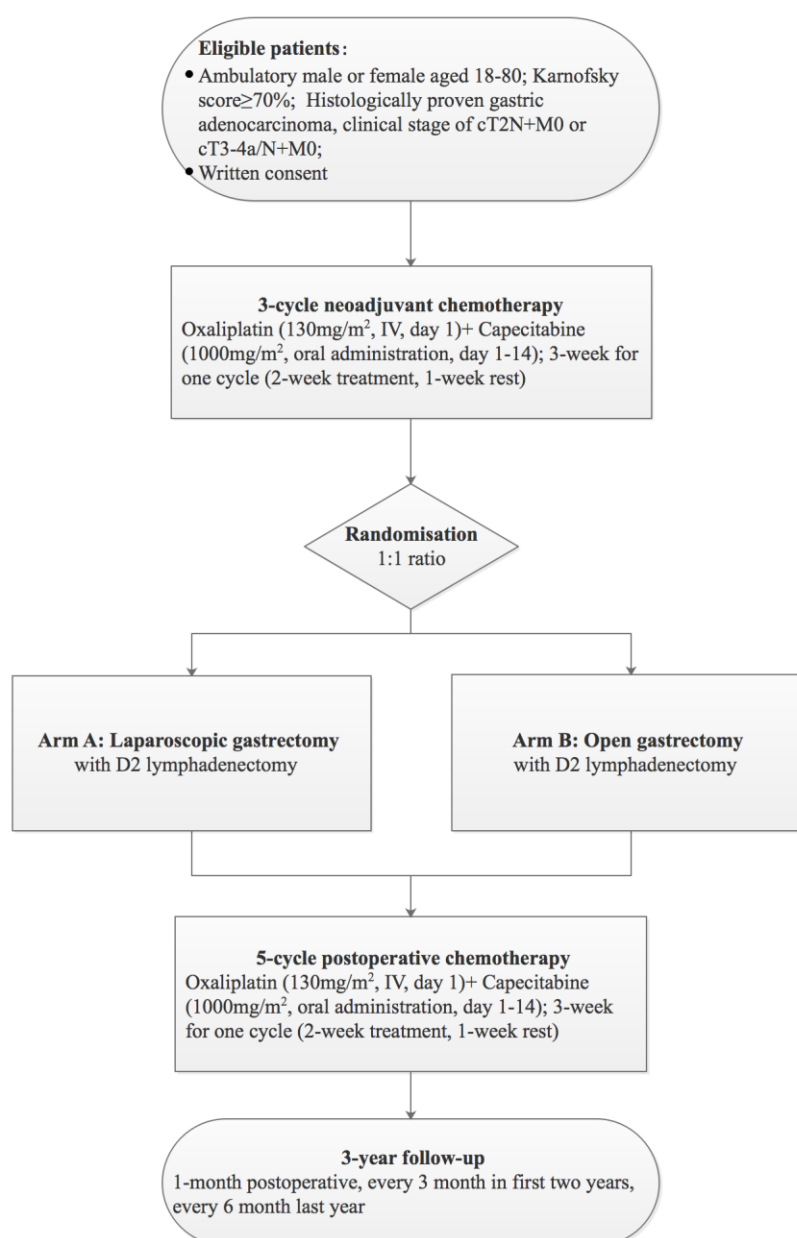 Eligible patients：
• Ambulatory male or female aged 18-80; Karnofsky
score≥70%; Histologically proven gastric
adenocarcinoma, clinical stage of cT2N+M0 or
cT3-4a/N+M0;
• Written consent
3-cycle neoadjuvant chemotherapy
Oxaliplatin (130mg/m², IV, day 1)+ Capecitabine
(1000mg/m², oral administration, day 1-14); 3-week for
one cycle (2-week treatment, 1-week rest)
Randomisation
1:1 ratio
Arm A: Laparoscopic gastrectomy
with D2 lymphadenectomy
Arm B: Open gastrectomy
with D2 lymphadenectomy
5-cycle postoperative chemotherapy
Oxaliplatin (130mg/m², IV, day 1)+ Capecitabine
(1000mg/m², oral administration, day 1-14); 3-week
for one cycle (2-week treatment, 1-week rest)
3-year follow-up
1-month postoperative, every 3 month in first two years,
every 6 month last year